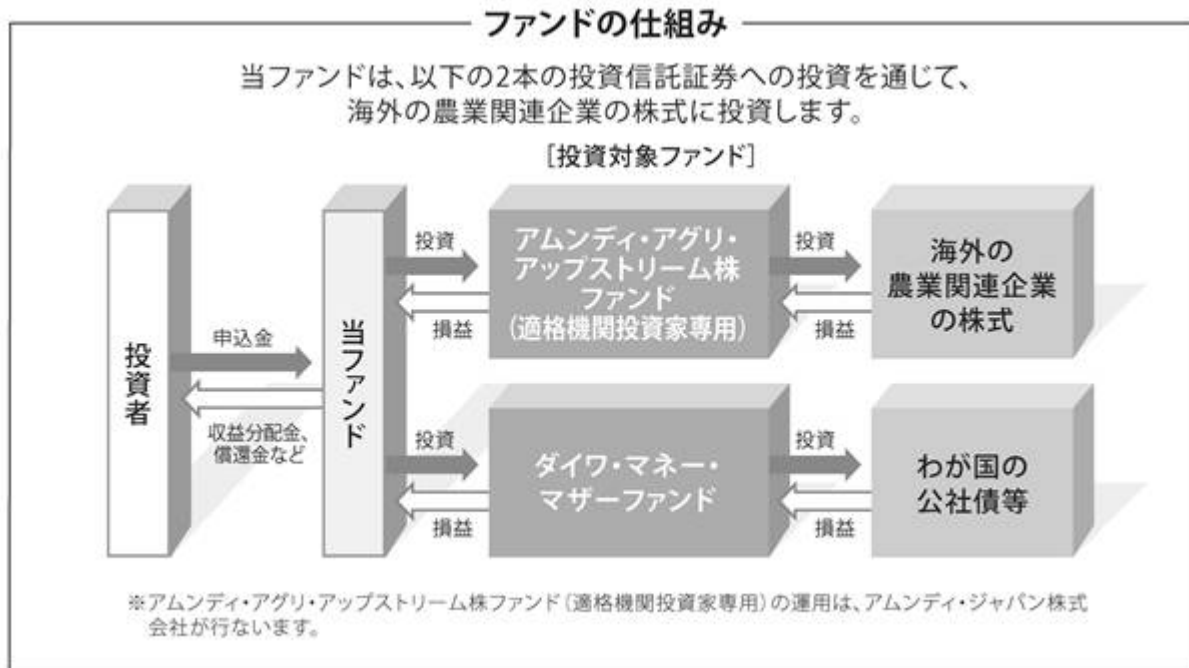 ファンドの仕組み
当ファンドは、以下の2本の投資信託証券への投資を通じて、
海外の農業関連企業の株式に投資します。
［投資対象ファンド］
投資者
申込金
収益分配金、
償還金など
当ファンド
投資
損益
アムンディ・アグリ・
アップストリーム株
ファンド
（適格機関投資家専用）
投資
損益
海外の
農業関連企業
の株式
投資
損益
ダイワ・マネー・
マザーファンド
投資
損益
わが国の
公社債等
※アムンディ・アグリ・アップストリーム株ファンド（適格機関投資家専用）の運用は、アムンディ・ジャパン株式
会社が行ないます。